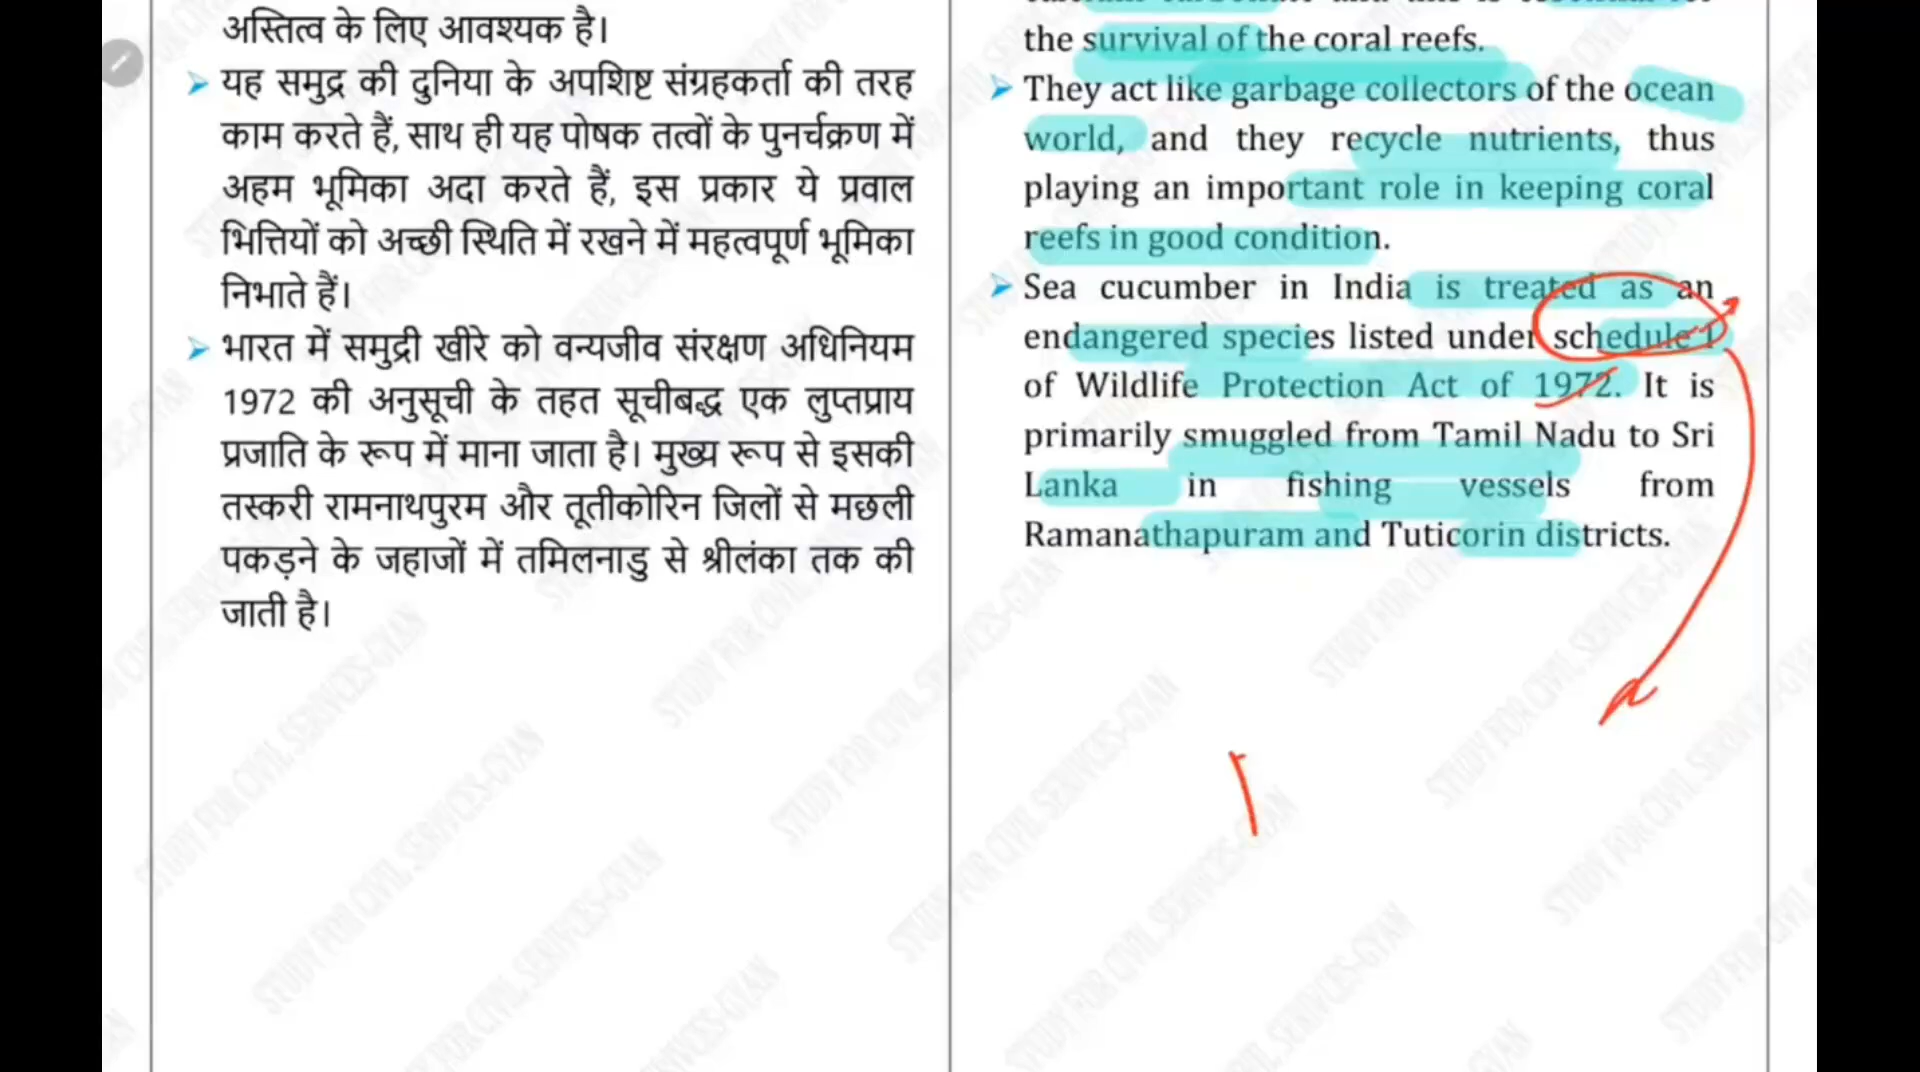 अस्तित्व के लिए आवश्यक है।
यह समुद्र की दुनिया के अपशिष्ट संग्रहकर्ता की तरह
काम करते हैं, साथ ही यह पोषक तत्वों के पुनर्चक्रण में
अहम भूमिका अदा करते हैं, इस प्रकार ये प्रवाल
भित्तियों को अच्छी स्थिति में रखने में महत्वपूर्ण भूमिका
निभाते हैं।
भारत में समुद्री खीरे को वन्यजीव संरक्षण अधिनियम
1972 की अनुसूची के तहत सूचीबद्ध एक लुप्तप्राय
प्रजाति के रूप में माना जाता है। मुख्य रूप से इसकी
तस्करी रामनाथपुरम और तूतीकोरिन जिलों से मछली
पकड़ने के जहाजों में तमिलनाडु से श्रीलंका तक की
जाती है।
the survival of the coral reefs.
They act like garbage collectors of the ocean
world, and they recycle nutrients, thus
playing an important role in keeping coral
reefs in good condition.
Sea cucumber in India is treated as an
endangered species listed under schedule I
of Wildlife Protection Act of 1972. It is
primarily smuggled from Tamil Nadu to Sri
Lanka in fishing vessels from
Ramanathapuram and Tuticorin districts.
STUDY FOR CIVIL SERVICES-GYAN